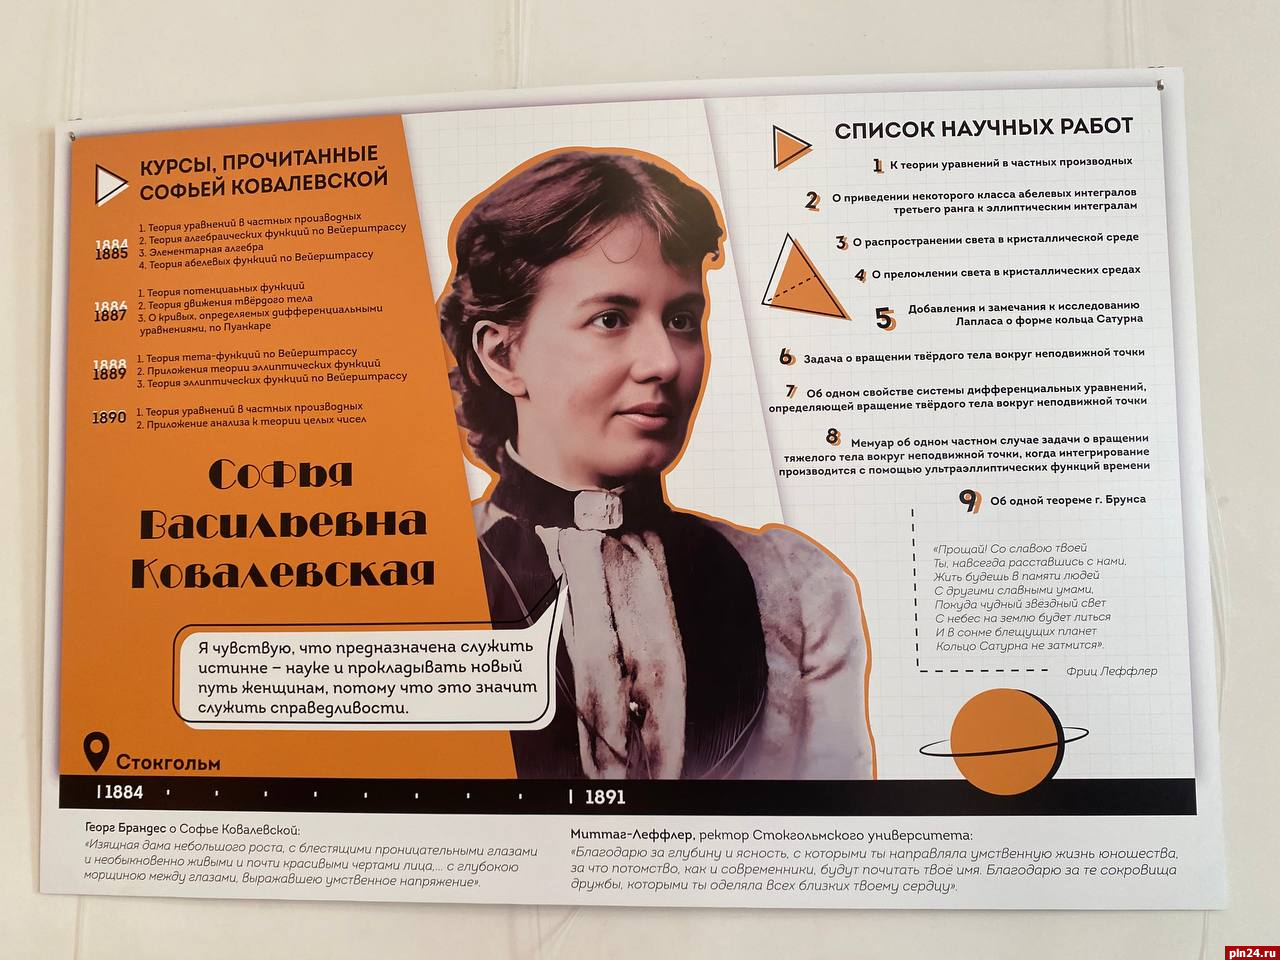 КУРСЫ, ПРОЧИТАННЫЕ
СОФЬЕЙ КОВАЛЕВСКОЙ
1884
1885
1. Теория уравнений в частных производных
2. Теория алгебраических функций по Вейерштрассу
3. Элементарная алгебра
4. Теория абелевых функций по Вейерштрассу
1886
1887
1. Теория потенциаьных функций
2. Теория движения твёрдого тела
3. О кривых, определяемых дифференциальными
уравнениями, по Пуанкаре
1888
1889
1. Теория тета-функций по Вейерштрассу
2. Приложения теории эллиптических функций
3. Теория эллиптических функций по Вейерштрассу
1890
1. Теория уравнений в частных производных
2. Приложение анализа к теории целых чисел
Софья
Васильевна
Ковалевская
Я чувствую, что предназначена служить
истинне – науке и прокладывать новый
путь женщинам, потому что это значит
служить справедливости.
Стокгольм
СПИСОК НАУЧНЫХ РАБОТ
1 К теории уравнений в частных производных
2 О приведении некоторого класса абелевых интегралов
третьего ранга к эллиптическим интегралам
3 О распространении света в кристаллической среде
4 О преломлении света в кристаллических средах
5 Добавления и замечания к исследованию
Лапласа о форме кольца Сатурна
6 Задача о вращении твёрдого тела вокруг неподвижной точки
7 Об одном свойстве системы дифференциальных уравнений,
определяющей вращение твёрдого тела вокруг неподвижной точки
8 Мемуар об одном частном случае задачи о вращении
тяжелого тела вокруг неподвижной точки, когда интегрирование
производится с помощью ультраэллиптических функций времени
9 Об одной теореме г. Брунса
«Прощай! Со славою твоей
Ты, навсегда расставшись с нами,
Жить будешь в памяти людей
С другими славными умами,
Покуда чудный звездный свет
С небес на землю будет литься
И в сонме блещущих планет
Кольцо Сатурна не затмится».
Фриц Леффлер
1884
1891
Георг Брандес о Софье Ковалевской:
«Изящная дама небольшого роста, с блестящими проницательными глазами
и необыкновенно живыми и почти красивыми чертами лица,... с глубокою
морщиною между глазами, выражавшею умственное напряжение».
Миттаг-Леффлер, ректор Стокгольмского университета:
«Благодарю за глубину и ясность, с которыми ты направляла умственную жизнь юношества,
за что потомство, как и современники, будут почитать твоё имя. Благодарю за те сокровища
дружбы, которыми ты оделяла всех близких твоему сердцу».
pln24.ru